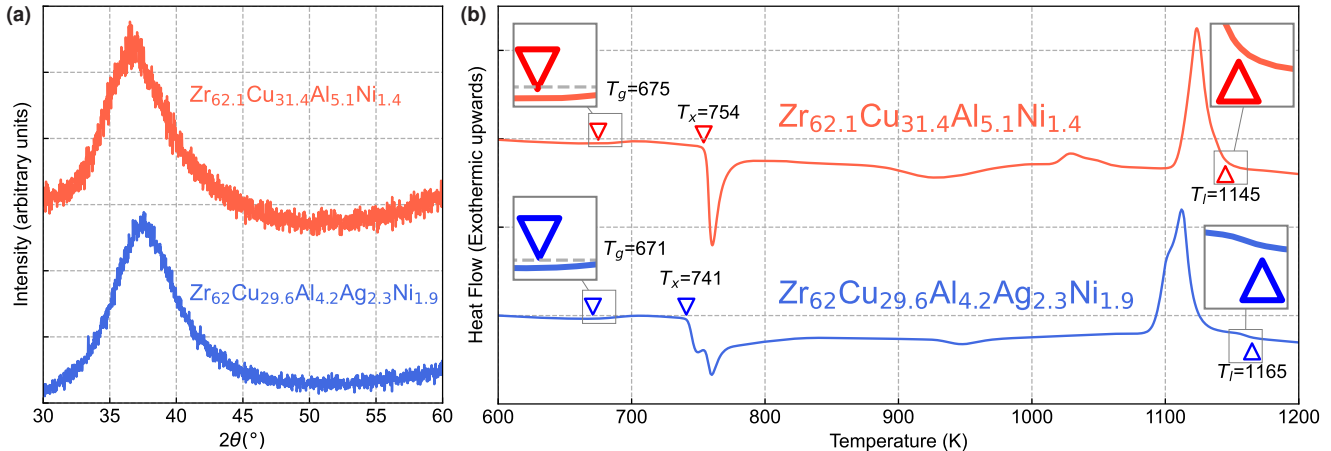 (a)
Intensity (arbitrary units)
Zr62.1Cu31.4Al5.1Ni1.4
Zr62Cu29.6Al4.2Ag2.3Ni1.9
30 35 40 45 50 55 60
2θ(°)
(b)
Heat Flow (Exothermic upwards)
Tg=675
Tx=754
Zr62.1Cu31.4Al5.1Ni1.4
Tl=1145
Tg=671
Tx=741
Zr62Cu29.6Al4.2Ag2.3Ni1.9
Tl=1165
600 700 800 900 1000 1100 1200
Temperature (K)